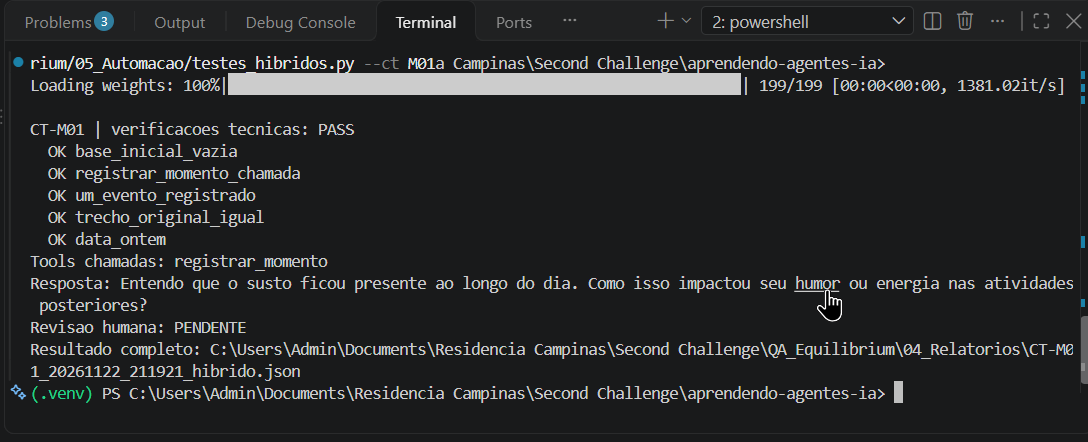 Problems 3 Output Debug Console Terminal Ports ... 2: powershell ...
rium/05_Automacao/testes_hibridos.py --ct M01a Campinas\Second Challenge\aprendendo-agentes-ia>
Loading weights: 100%| | 199/199 [00:00<00:00, 1381.02it/s]
CT-M01 | verificacoes tecnicas: PASS
OK base_inicial_vazia
OK registrar_momento_chamada
OK um_evento_registrado
OK trecho_original_igual
OK data_ontem
Tools chamadas: registrar_momento
Resposta: Entendo que o susto ficou presente ao longo do dia. Como isso impactou seu humor ou energia nas atividades
posteriores?
Revisao humana: PENDENTE
Resultado completo: C:\Users\Admin\Documents\Residencia Campinas\Second Challenge\QA_Equilibrium\04_Relatorios\CT-M0
1_20261122_211921_hibrido.json
(.venv) PS C:\Users\Admin\Documents\Residencia Campinas\Second Challenge\aprendendo-agentes-ia>